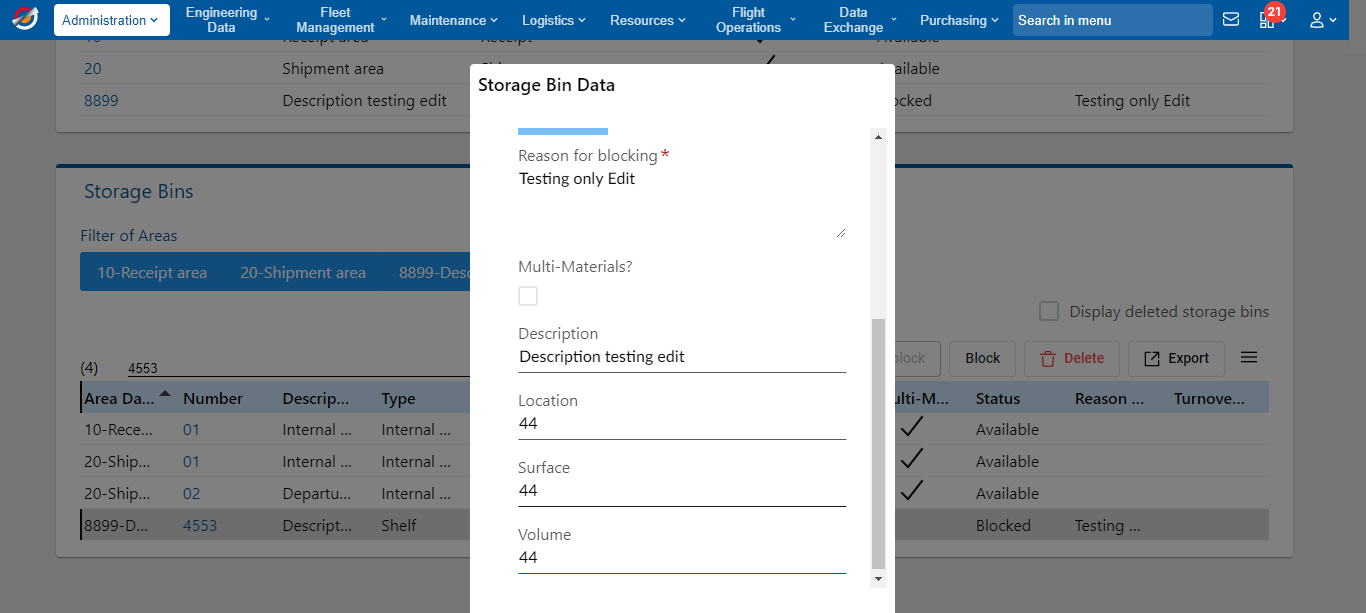 Administration
Engineering Data
Fleet Management
Maintenance
Logistics
Resources
Flight Operations
Data Exchange
Purchasing
Search in menu
21
20 Shipment area
8899 Description testing edit Testing only Edit
Storage Bin Data
Reason for blocking*
Testing only Edit
Multi-Materials?
Description
Description testing edit
Location
44
Surface
44
Volume
44
Storage Bins
Filter of Areas
10-Receipt area 20-Shipment area 8899-Desc
Display deleted storage bins
Block Delete Export
(4) 4553
Area Da... Number Descrip... Type ulti-M... Status Reason ... Turnove...
10-Rece... 01 Internal ... Internal ... Available
20-Ship... 01 Internal ... Internal ... Available
20-Ship... 02 Departu... Internal ... Available
8899-D... 4553 Descript... Shelf Blocked Testing ...